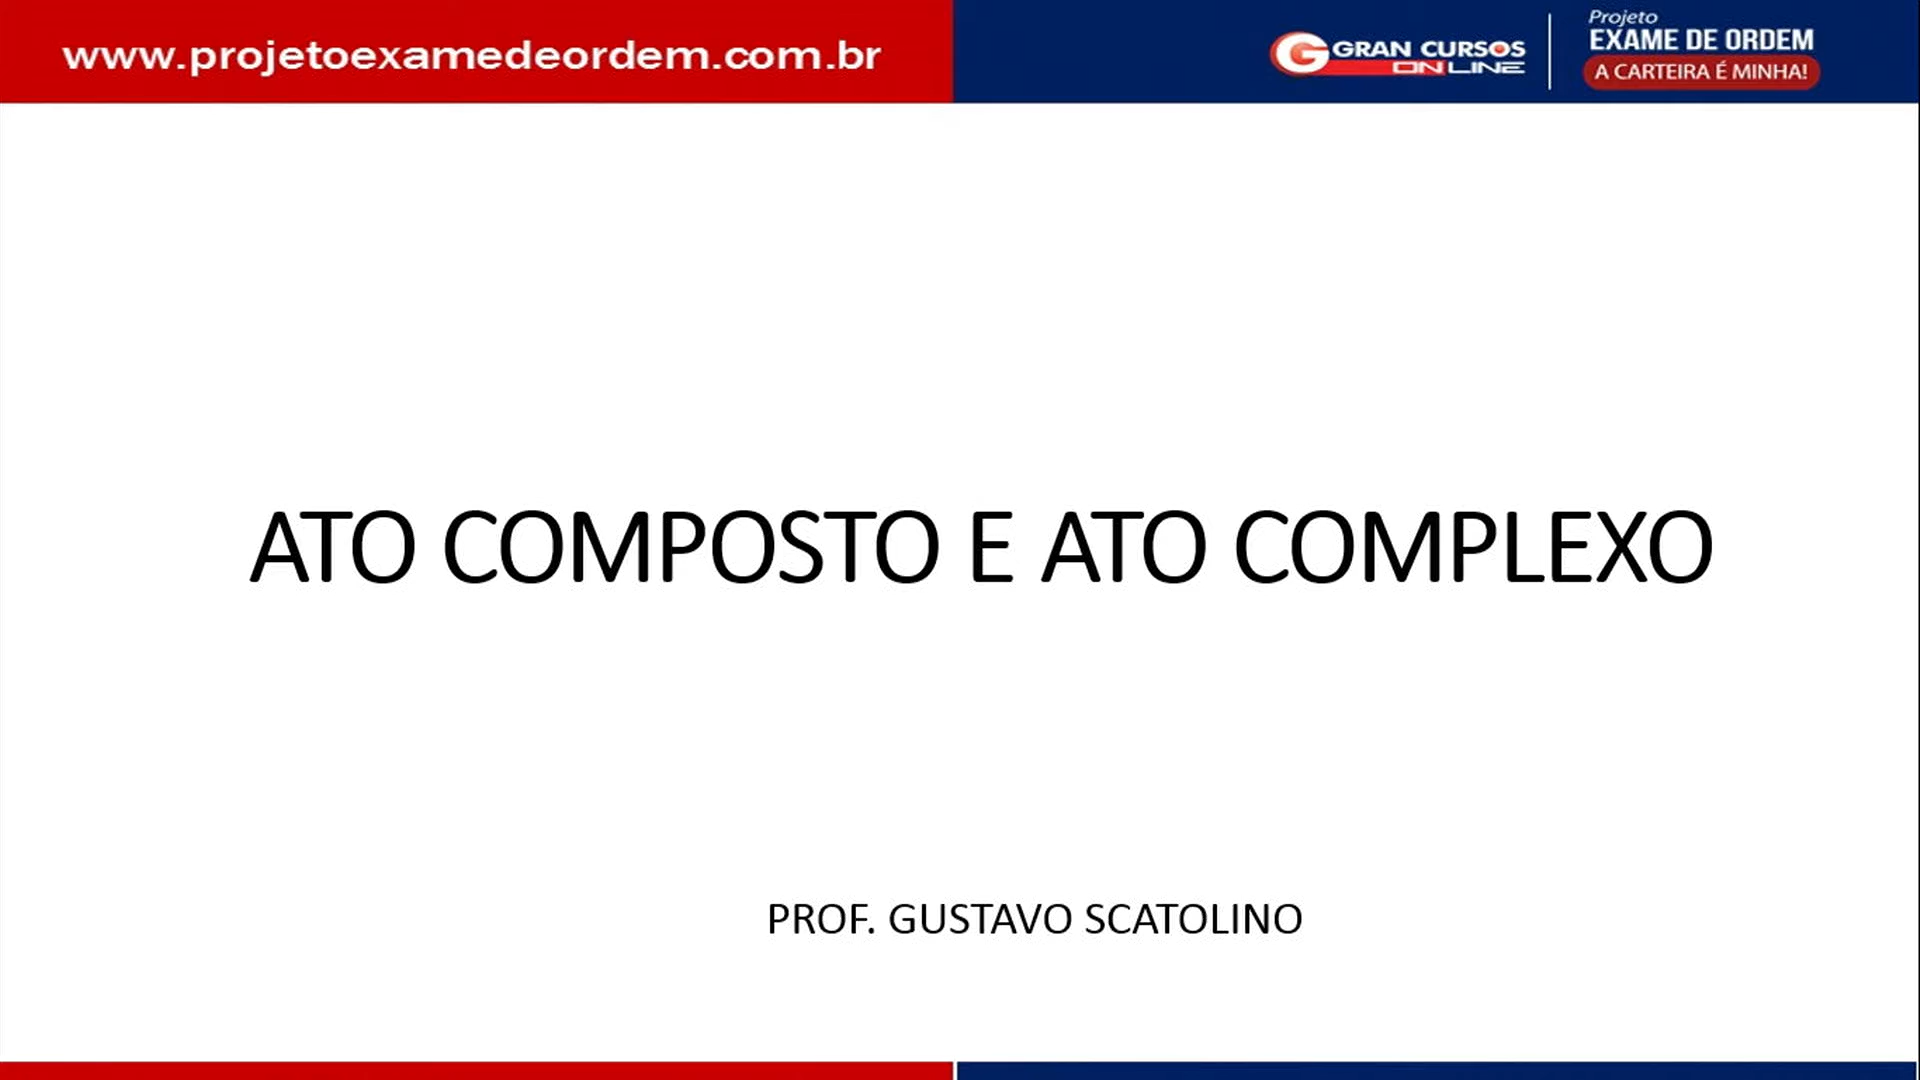 www.projetoexamedeordem.com.br
GRAN CURSOS
ONLINE
Projeto
EXAME DE ORDEM
A CARTEIRA É MINHA!
ATO COMPOSTO E ATO COMPLEXO
PROF. GUSTAVO SCATOLINO